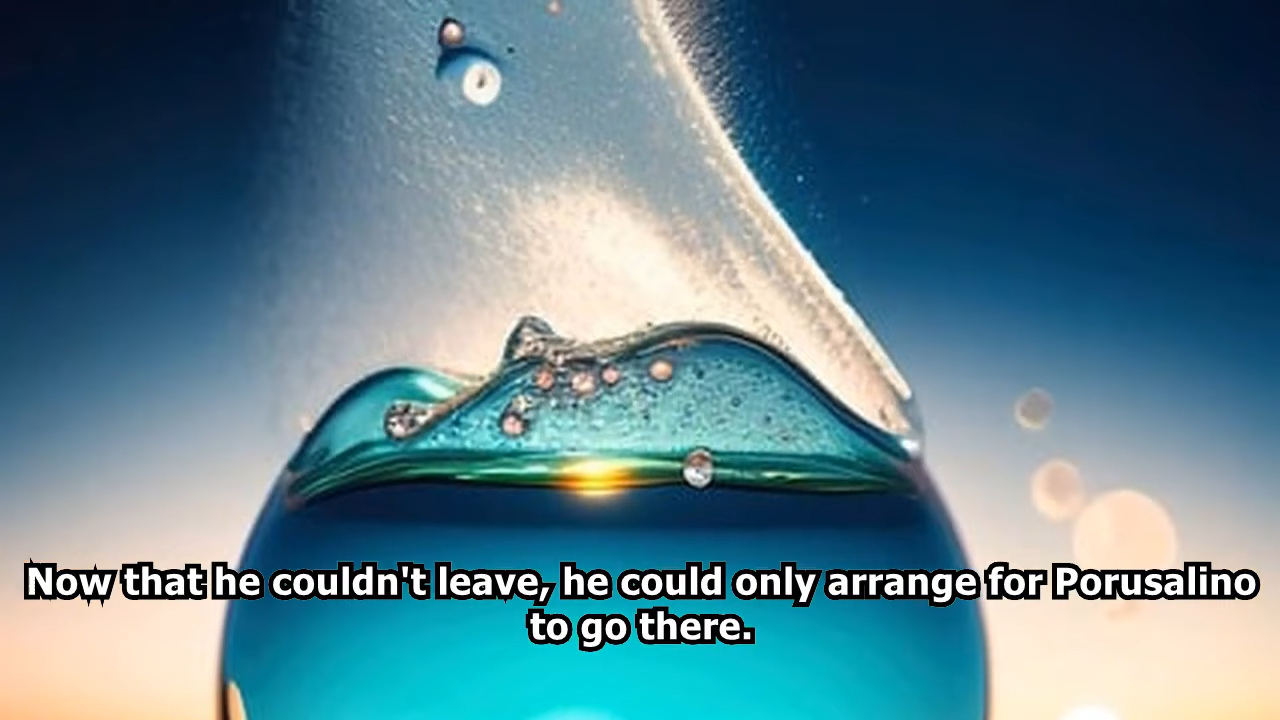 Now that he couldn't leave, he could only arrange for Porusalino
to go there.